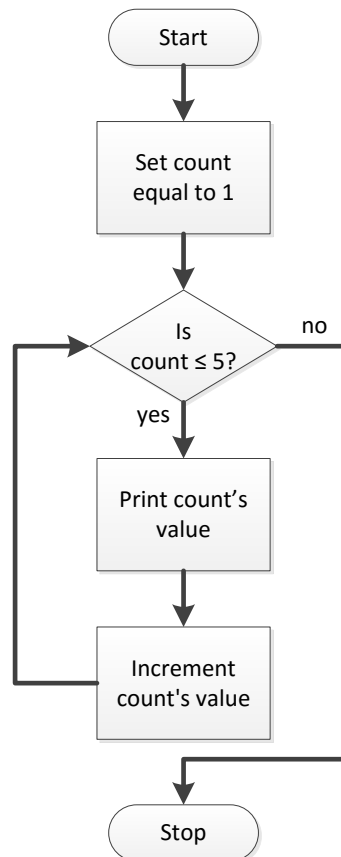 Start
Set count
equal to 1
Is
count ≤ 5?
no
yes
Print count’s
value
Increment
count's value
Stop